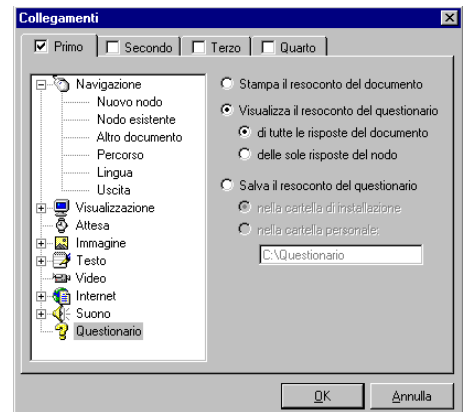 Collegamenti
Primo
Secondo
Terzo
Quarto
Navigazione
Nuovo nodo
Nodo esistente
Altro documento
Percorso
Lingua
Uscita
Visualizzazione
Attesa
Immagine
Testo
Video
Internet
Suono
Questionario
Stampa il resoconto del documento
Visualizza il resoconto del questionario
di tutte le risposte del documento
delle sole risposte del nodo
Salva il resoconto del questionario
nella cartella di installazione
nella cartella personale:
C:\Questionario
OK
Annulla